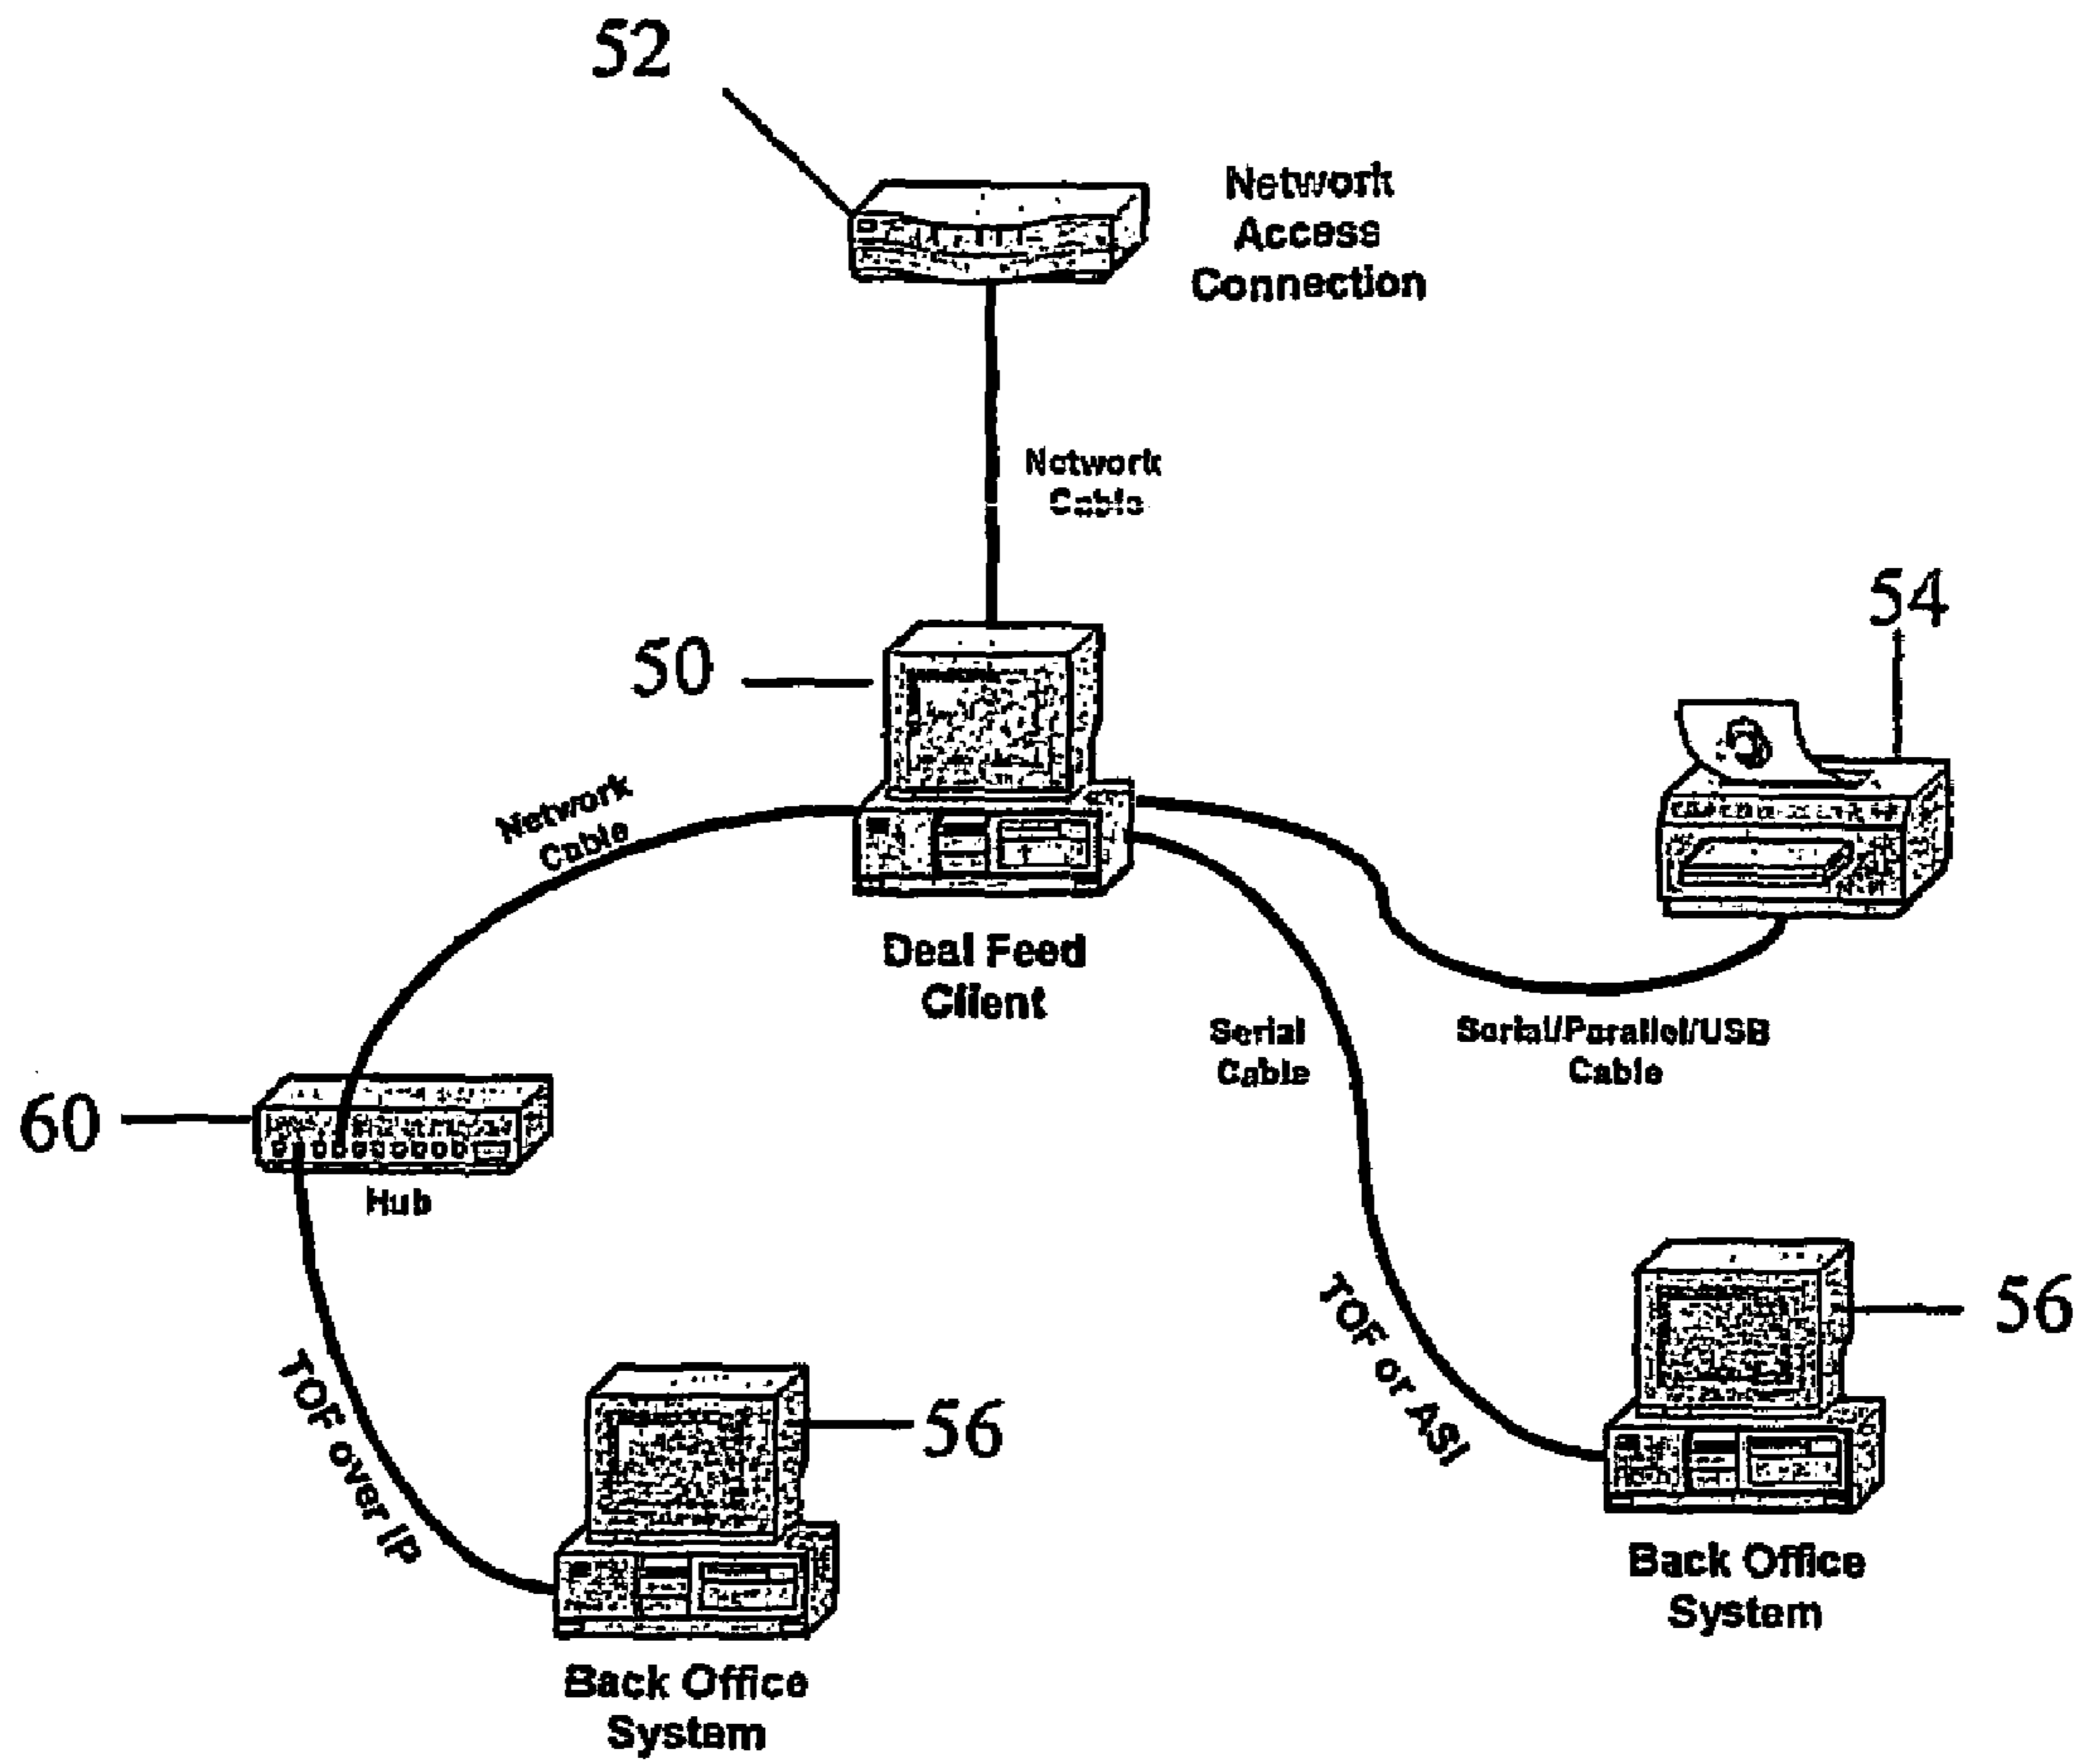 52
Network
Access
Connection
Network
Cable
54
50
Network
Cable
Deal Feed
Client
Serial
Cable
Serial/Parallel/USB
Cable
60
Hub
TOF over IP
TOF or ASI
56
56
Back Office
System
Back Office
System